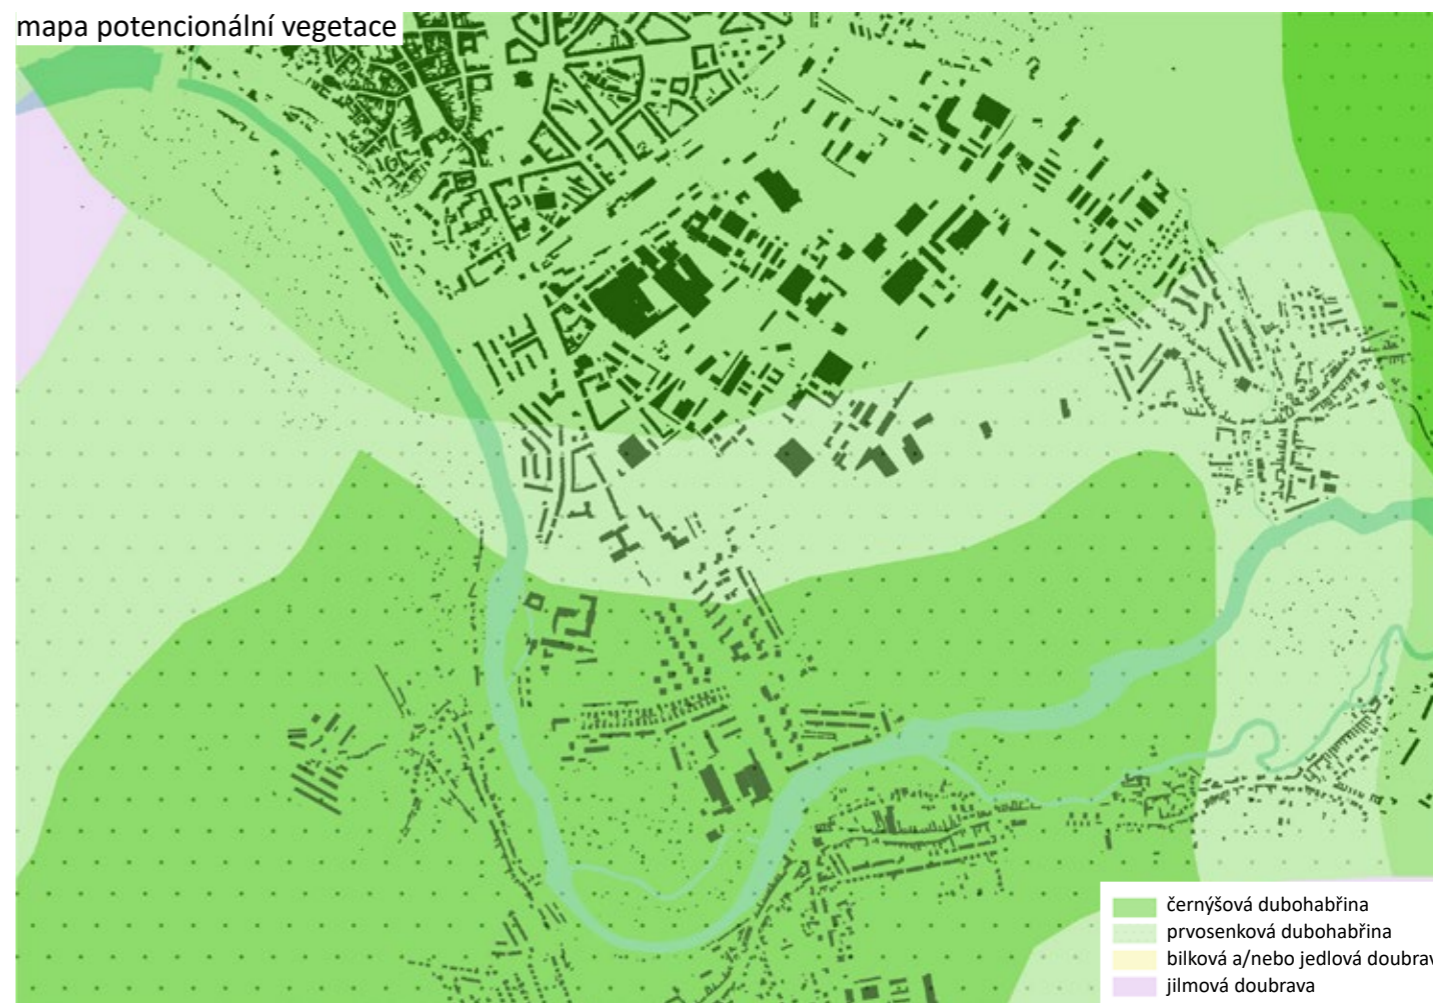 mapa potencionální vegetace
černýšová dubohabřina
prvosenková dubohabřina
bilková a/nebo jedlová doubrav
jilmová doubrava